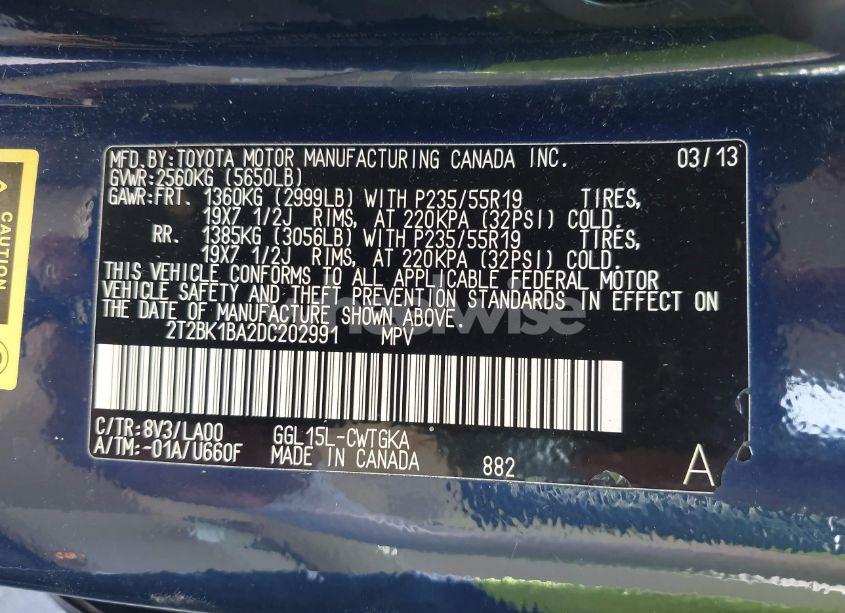 MFD.BY:TOYOTA MOTOR MANUFACTURING CANADA INC. 03/13
GVWR:2560KG (5650LB)
GAWR:FRT. 1360KG (2999LB) WITH P235/55R19 TIRES,
19X7 1/2J RIMS, AT 220KPA (32PSI) COLD.
RR. 1385KG (3056LB) WITH P235/55R19 TIRES,
19X7 1/2J RIMS, AT 220KPA (32PSI) COLD.
THIS VEHICLE CONFORMS TO ALL APPLICABLE FEDERAL MOTOR
VEHICLE SAFETY AND THEFT PREVENTION STANDARDS IN EFFECT ON
THE DATE OF MANUFACTURE SHOWN ABOVE.
2T2BK1BA2DC202991 MPV
C/TR:8V3/LA00 GGL15L-CWTGKA
A/TM:-01A/U660F MADE IN CANADA 882 A
CAUTION